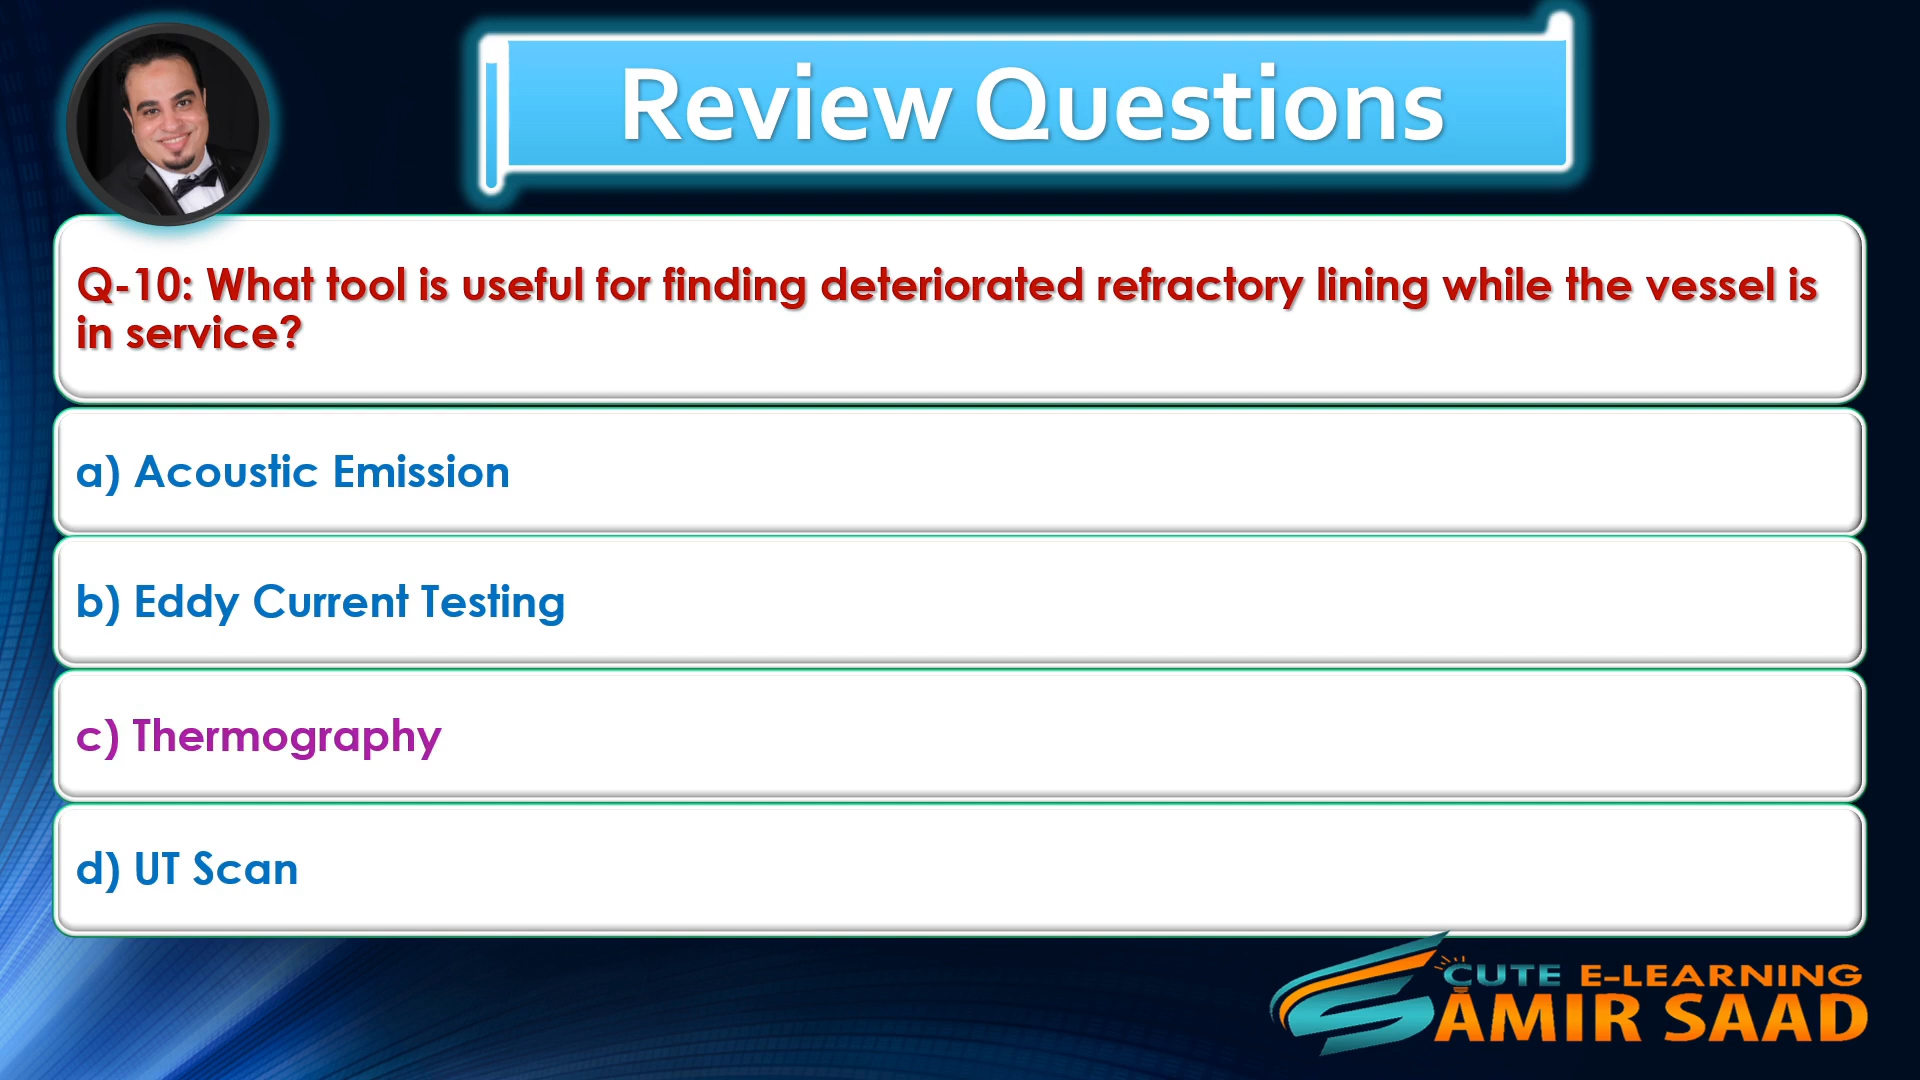 Review Questions
Q-10: What tool is useful for finding deteriorated refractory lining while the vessel is
in service?
a) Acoustic Emission
b) Eddy Current Testing
c) Thermography
d) UT Scan
CUTE E-LEARNING
AMIR SAAD